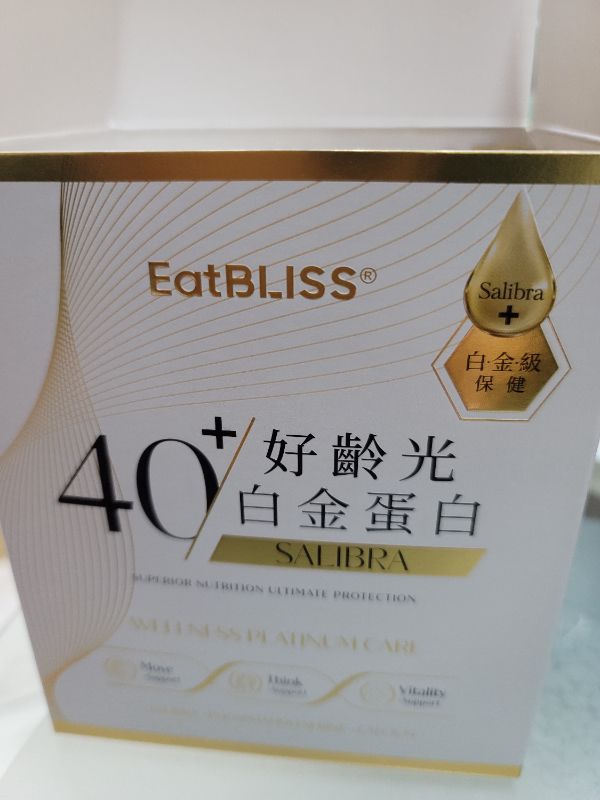 EatBLISS®
Salibra
+
白·金·級
保健
40+
好齡光
白金蛋白
SALIBRA
SUPERIOR NUTRITION ULTIMATE PROTECTION
WELLNESS PLATINUM CARE
Move
Support
Think
Support
Vitality
Support